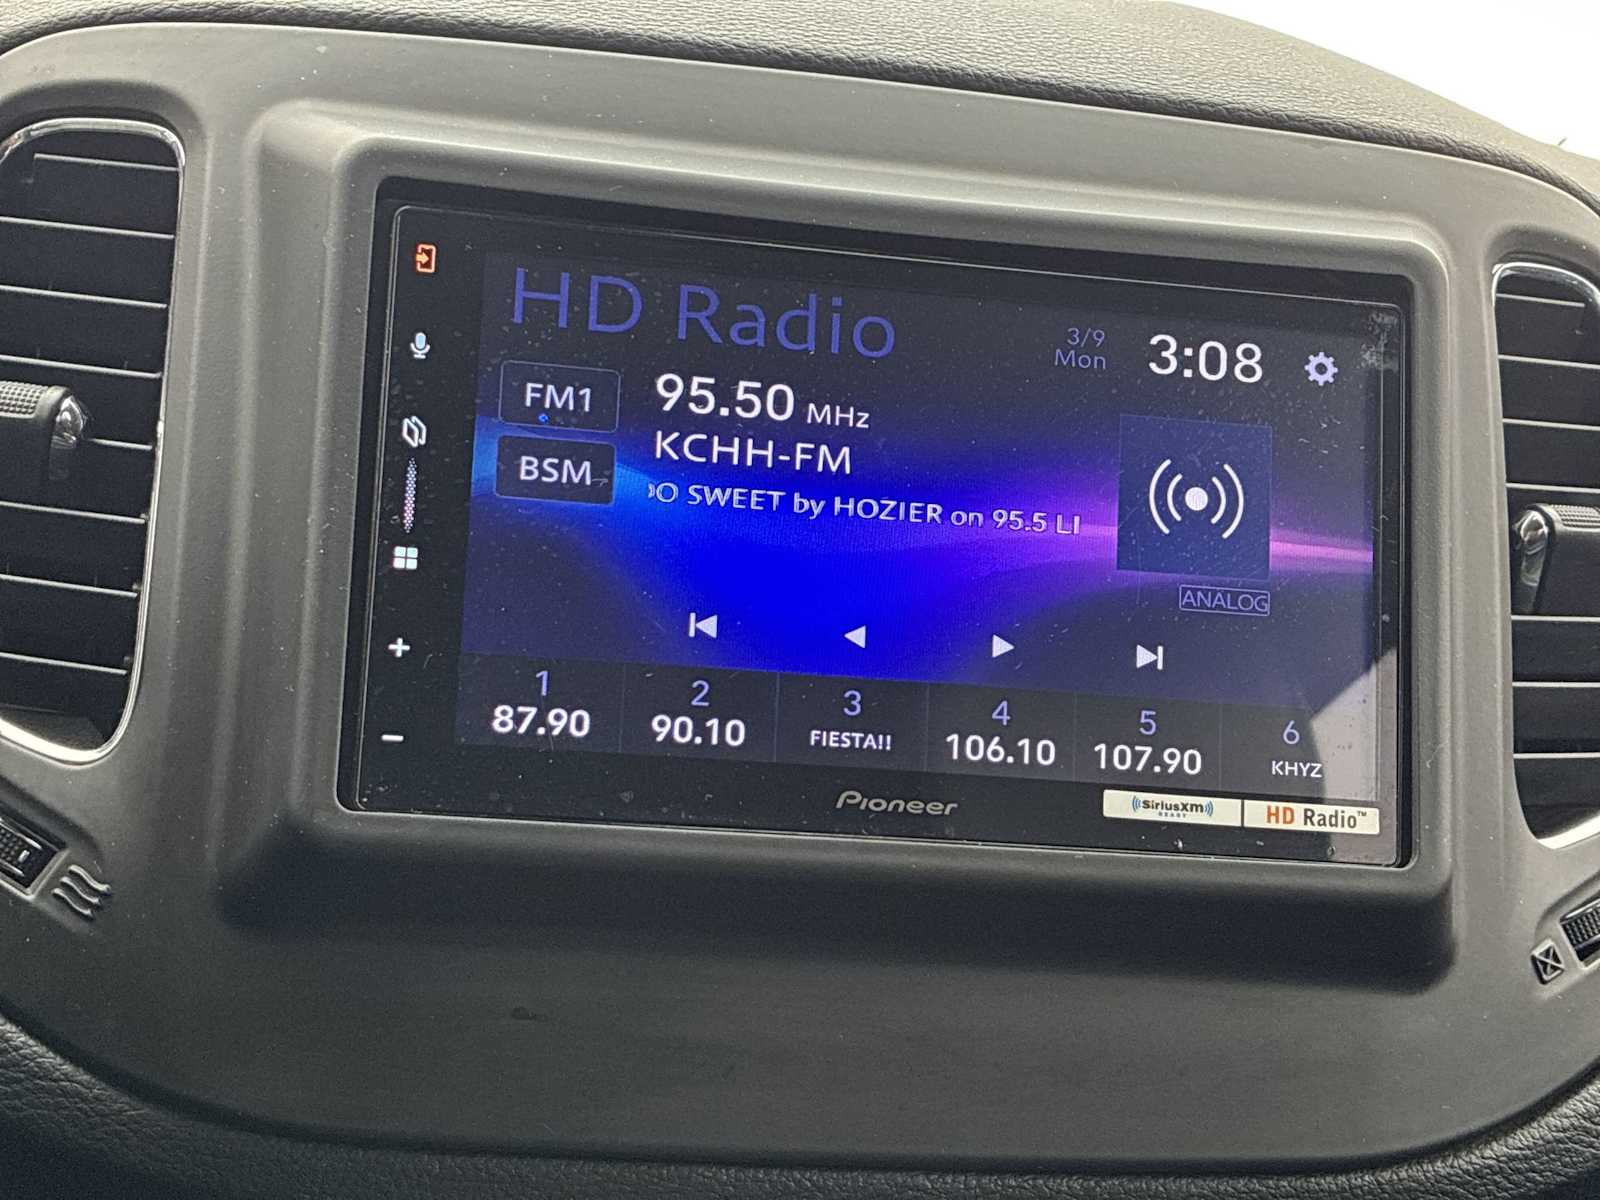 HD Radio
3/9
Mon
3:08
FM1
95.50 MHz
KCHH-FM
BSM
O SWEET by HOZIER on 95.5 LI
ANALOG
1
87.90
2
90.10
3
FIESTA!!
4
106.10
5
107.90
6
KHYZ
Pioneer
SiriusXM
READY
HD Radio™